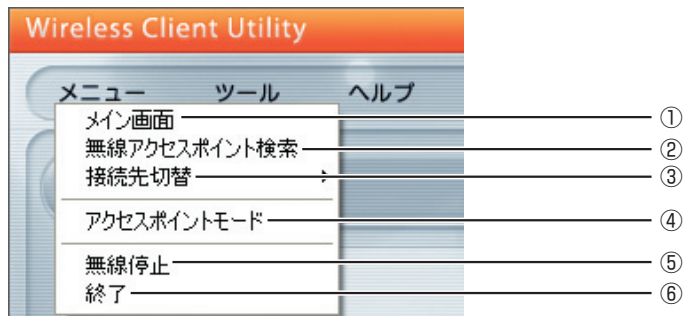 Wireless Client Utility
メニュー ツール ヘルプ
メイン画面 ①
無線アクセスポイント検索 ②
接続先切替 ③
アクセスポイントモード ④
無線停止 ⑤
終了 ⑥